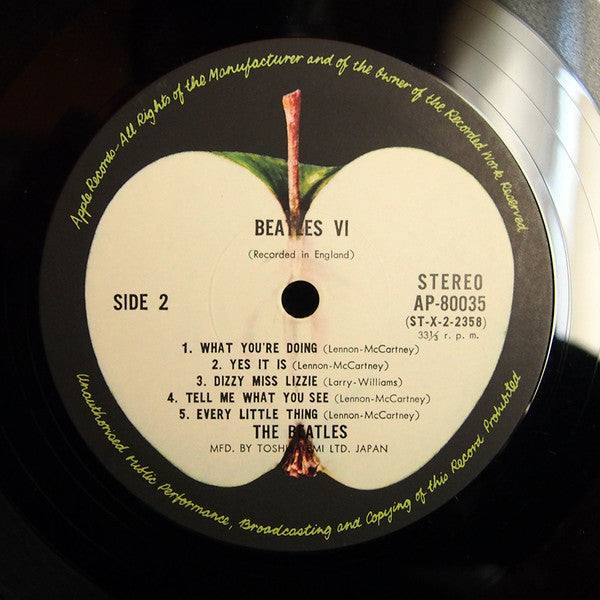 Apple Records-All Rights of the Manufacturer and of the Owner of the Recorded Work Reserved
BEATLES VI
(Recorded in England)
SIDE 2
STEREO
AP-80035
(ST-X-2-2358)
33⅓ r. p. m.
1. WHAT YOU'RE DOING (Lennon-McCartney)
2. YES IT IS (Lennon-McCartney)
3. DIZZY MISS LIZZIE (Larry-Williams)
4. TELL ME WHAT YOU SEE (Lennon-McCartney)
5. EVERY LITTLE THING (Lennon-McCartney)
THE BEATLES
MFD. BY TOSHIBA EMI LTD. JAPAN
Unauthorised Public Performance, Broadcasting and Copying of this Record Prohibited